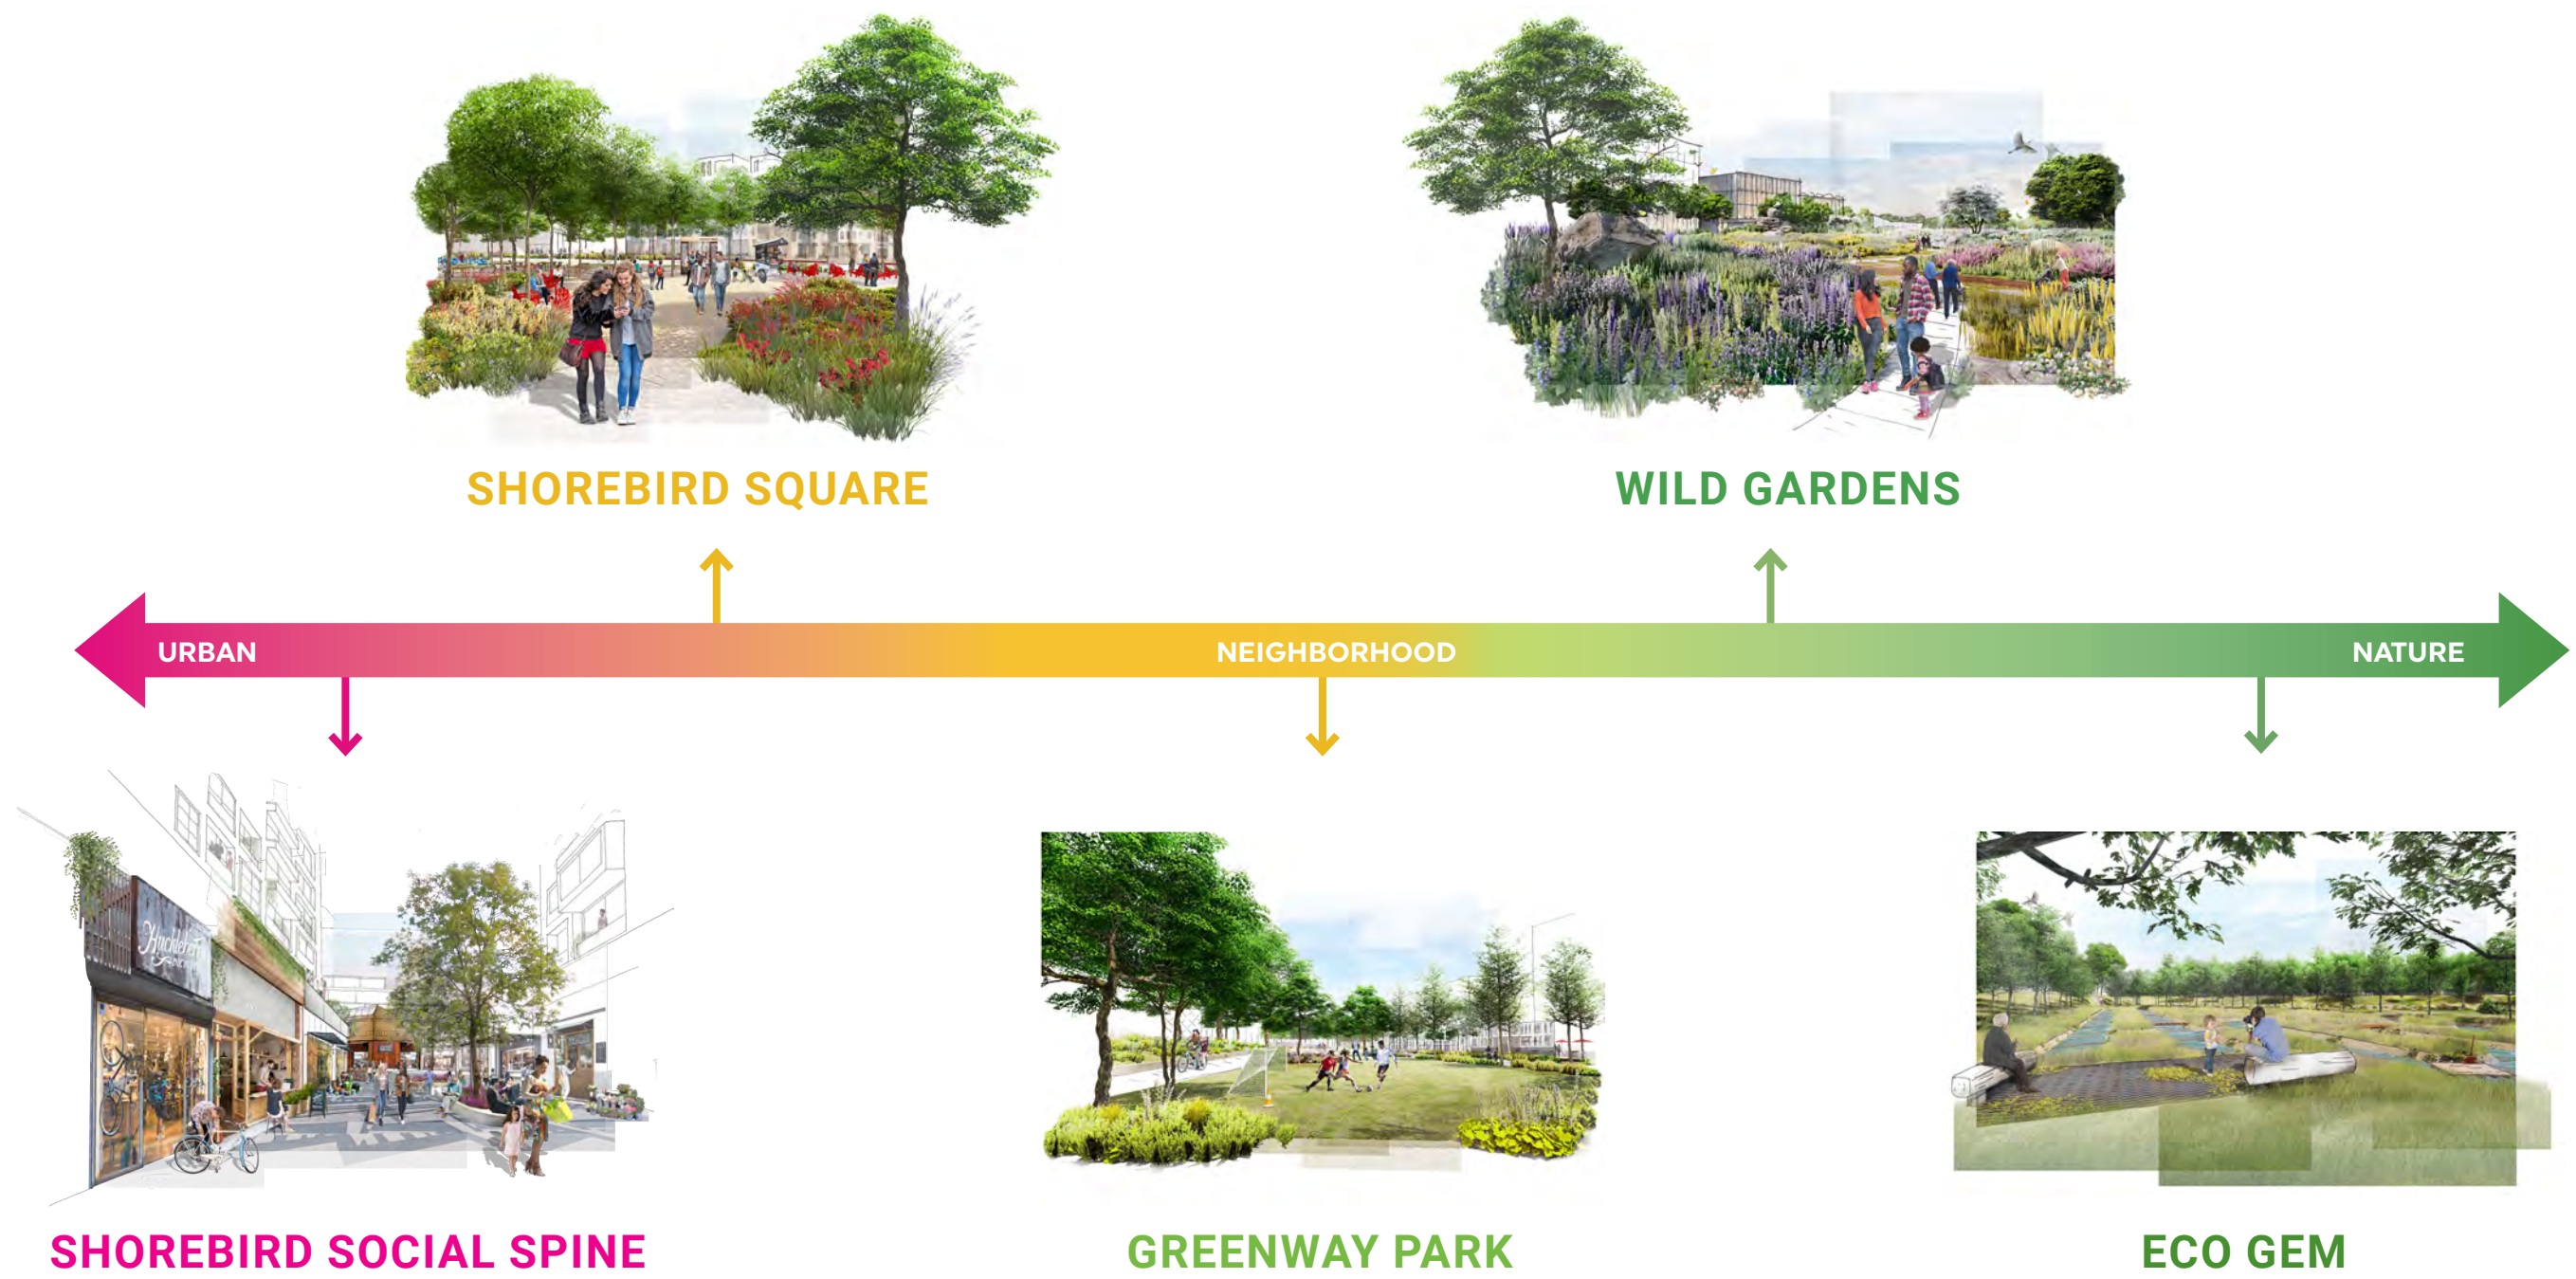 SHOREBIRD SQUARE
WILD GARDENS
URBAN
NEIGHBORHOOD
NATURE
SHOREBIRD SOCIAL SPINE
GREENWAY PARK
ECO GEM